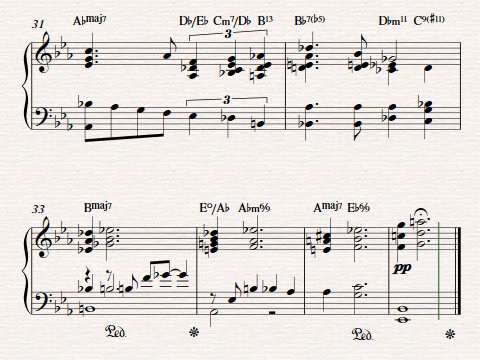 31 A♭maj7 D♭/E♭ Cm7/D♭ B13 B♭7(♭5) D♭m11 C9(♯11)
3
3
33 Bmaj7 E°/A♭ A♭m6/9 Amaj7 E♭6/9
pp
Ped. * Ped. *